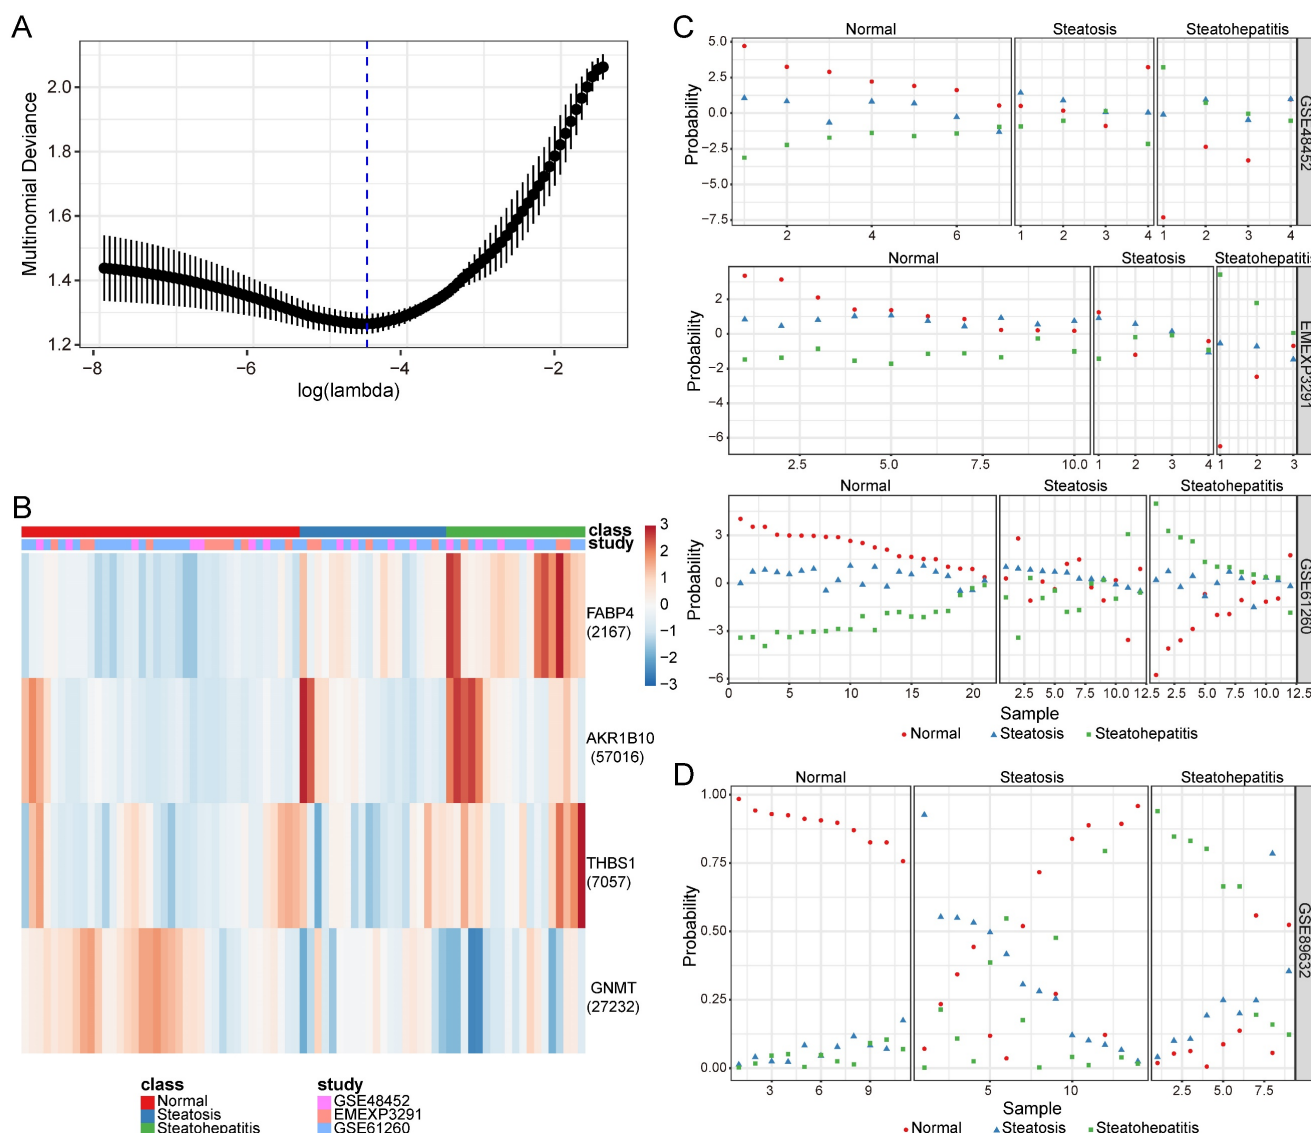 A
Multinomial Deviance
2.0
1.8
1.6
1.4
1.2
−8
−6
−4
−2
log(lambda)
B
class
study
3
2
1
0
−1
−2
−3
FABP4
(2167)
AKR1B10
(57016)
THBS1
(7057)
GNMT
(27232)
class
Normal
Steatosis
Steatohepatitis
study
GSE48452
EMEXP3291
GSE61260
C
Normal
Steatosis
Steatohepatitis
Probability
5.0
2.5
0.0
−2.5
−5.0
−7.5
2 4 6
1 2 3 4
1 2 3 4
GSE48452
Normal
Steatosis
Steatohepatitis
Probability
2
0
−2
−4
−6
2.5 5.0 7.5 10.0
1 2 3 4
1 2 3
EMEXP3291
Normal
Steatosis
Steatohepatitis
Probability
3
0
−3
−6
0 5 10 15 20
2.5 5.0 7.5 10.0 12.5
2.5 5.0 7.5 10.0 12.5
GSE61260
Sample
Normal Steatosis Steatohepatitis
D
Normal
Steatosis
Steatohepatitis
Probability
1.00
0.75
0.50
0.25
0.00
3 6 9
5 10
2.5 5.0 7.5
GSE89632
Sample
Normal Steatosis Steatohepatitis